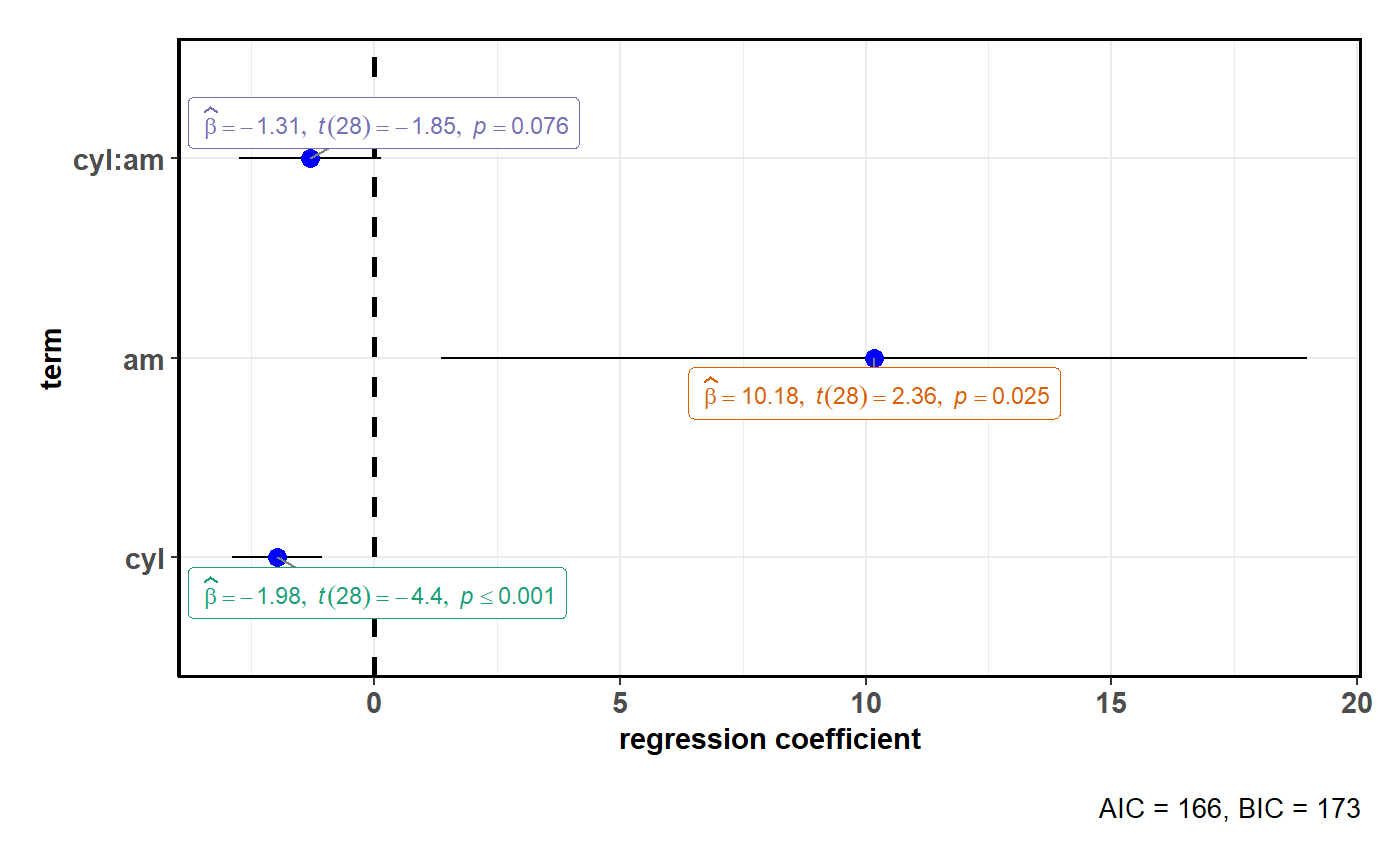 β̂ = −1.31, t(28) = −1.85, p = 0.076
cyl:am
term
am
β̂ = 10.18, t(28) = 2.36, p = 0.025
cyl
β̂ = −1.98, t(28) = −4.4, p ≤ 0.001
0 5 10 15 20
regression coefficient
AIC = 166, BIC = 173